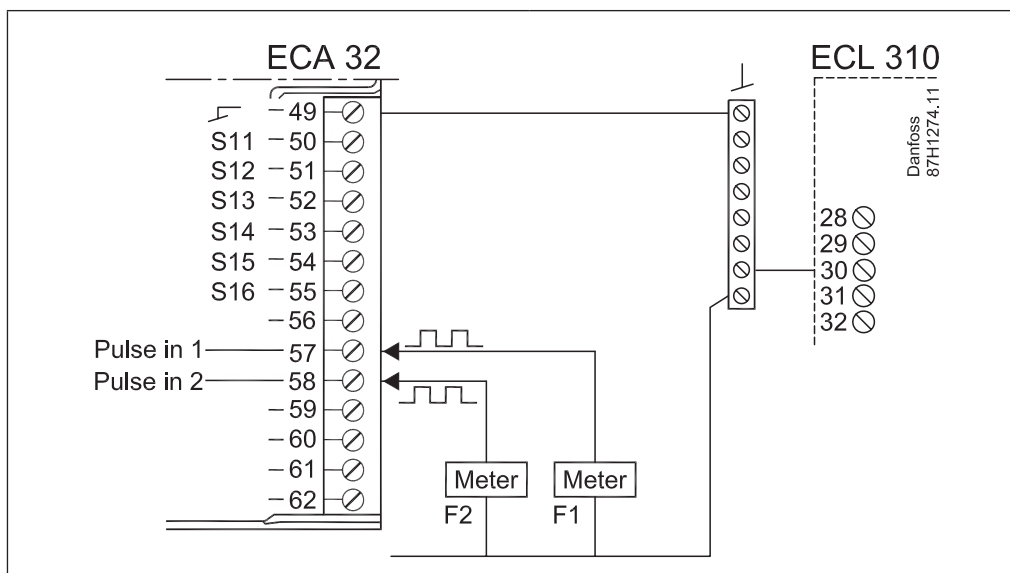 ECA 32
ECL 310
Danfoss
87H1274.11
49
S11 50
S12 51
S13 52
S14 53
S15 54
S16 55
56
Pulse in 1 57
Pulse in 2 58
59
60
61
62
28
29
30
31
32
Meter
F2
Meter
F1